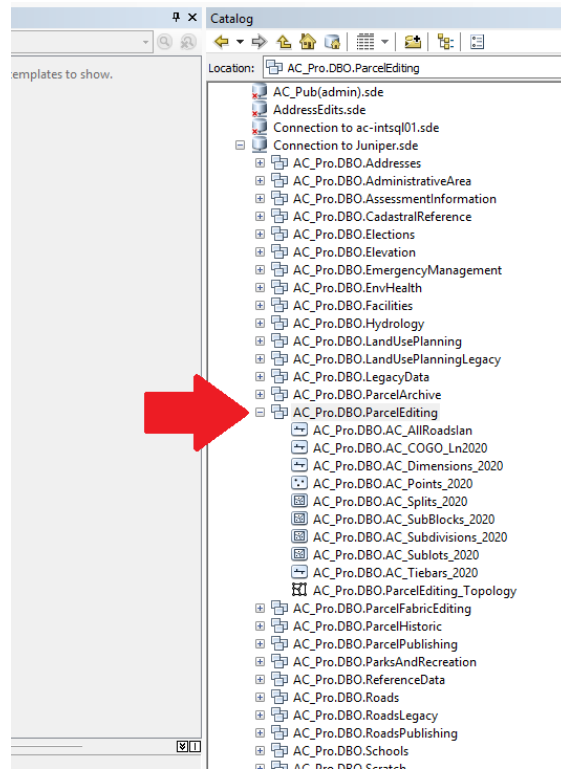 Catalog
emplates to show.
Location: AC_Pro.DBO.ParcelEditing
AC_Pub(admin).sde
AddressEdits.sde
Connection to ac-intsql01.sde
Connection to Juniper.sde
AC_Pro.DBO.Addresses
AC_Pro.DBO.AdministrativeArea
AC_Pro.DBO.AssessmentInformation
AC_Pro.DBO.CadastralReference
AC_Pro.DBO.Elections
AC_Pro.DBO.Elevation
AC_Pro.DBO.EmergencyManagement
AC_Pro.DBO.EnvHealth
AC_Pro.DBO.Facilities
AC_Pro.DBO.Hydrology
AC_Pro.DBO.LandUsePlanning
AC_Pro.DBO.LandUsePlanningLegacy
AC_Pro.DBO.LegacyData
AC_Pro.DBO.ParcelArchive
AC_Pro.DBO.ParcelEditing
AC_Pro.DBO.AC_AllRoadsIan
AC_Pro.DBO.AC_COGO_Ln2020
AC_Pro.DBO.AC_Dimensions_2020
AC_Pro.DBO.AC_Points_2020
AC_Pro.DBO.AC_Splits_2020
AC_Pro.DBO.AC_SubBlocks_2020
AC_Pro.DBO.AC_Subdivisions_2020
AC_Pro.DBO.AC_Sublots_2020
AC_Pro.DBO.AC_Tiebars_2020
AC_Pro.DBO.ParcelEditing_Topology
AC_Pro.DBO.ParcelFabricEditing
AC_Pro.DBO.ParcelHistoric
AC_Pro.DBO.ParcelPublishing
AC_Pro.DBO.ParksAndRecreation
AC_Pro.DBO.ReferenceData
AC_Pro.DBO.Roads
AC_Pro.DBO.RoadsLegacy
AC_Pro.DBO.RoadsPublishing
AC_Pro.DBO.Schools
AC_Pro.DBO.Scratch